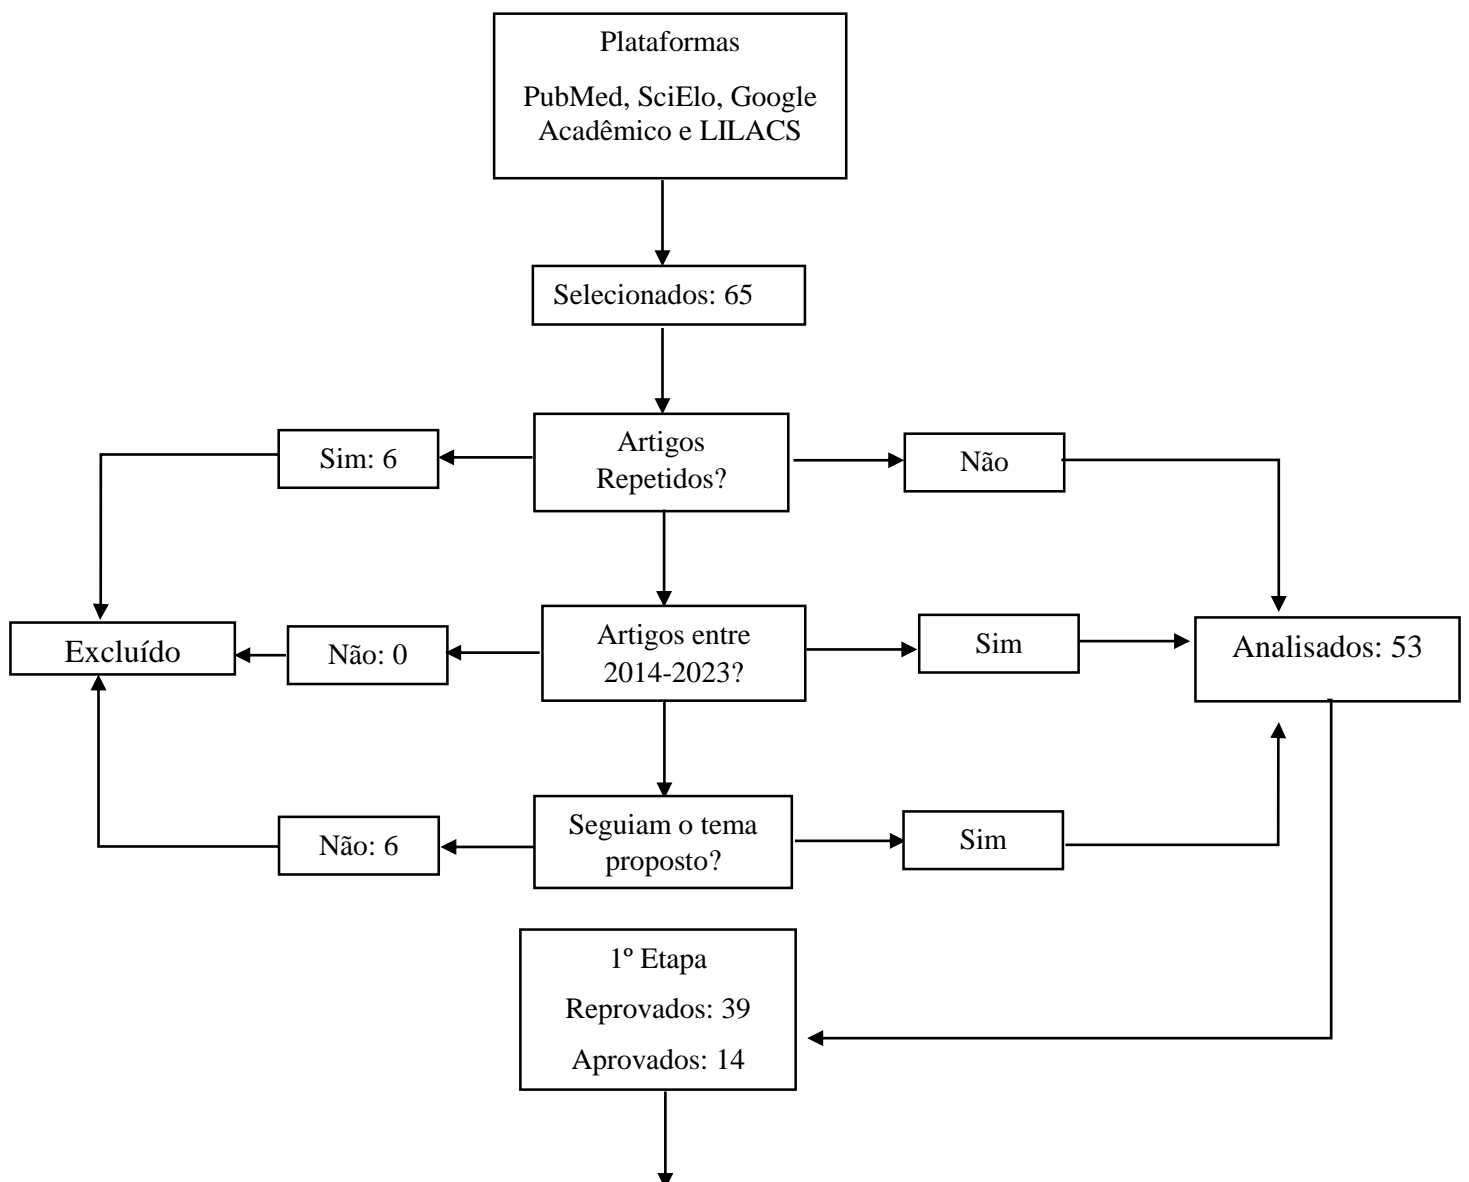 Plataformas
PubMed, SciElo, Google
Acadêmico e LILACS
Selecionados: 65
Sim: 6
Artigos
Repetidos?
Não
Excluído
Não: 0
Artigos entre
2014-2023?
Sim
Analisados: 53
Não: 6
Seguiam o tema
proposto?
Sim
1º Etapa
Reprovados: 39
Aprovados: 14